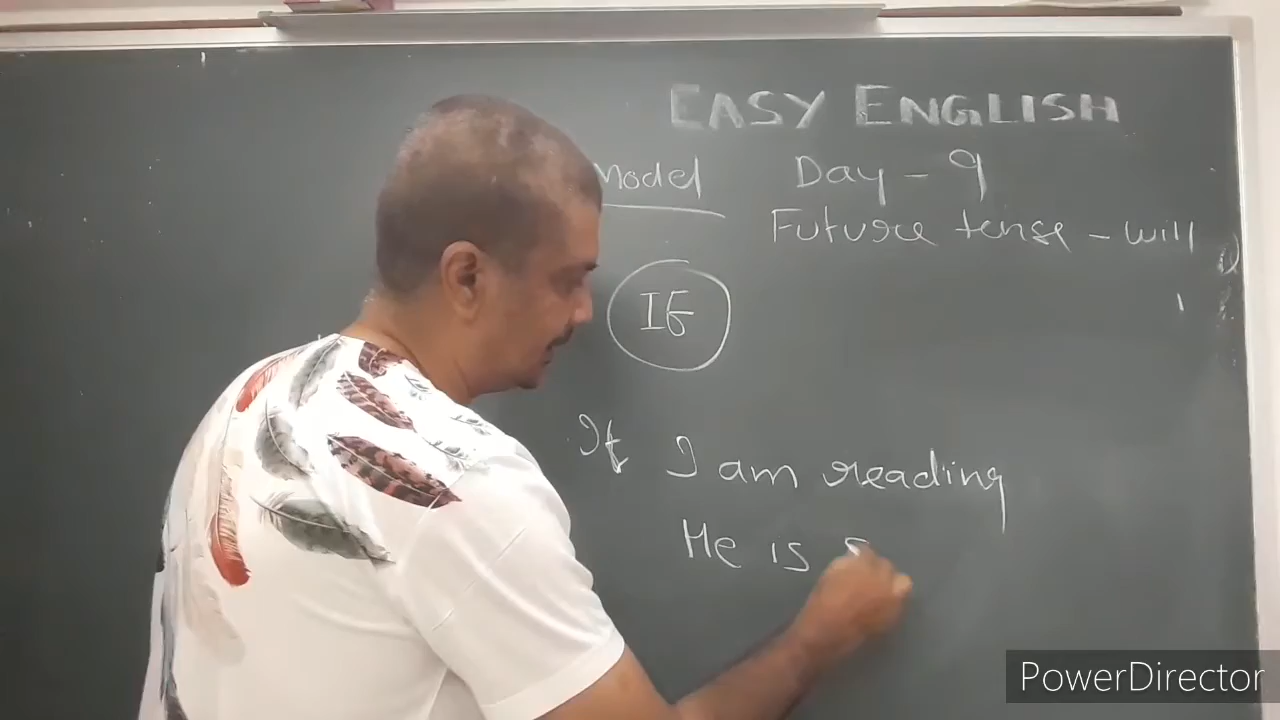 EASY ENGLISH
Model Day - 9
Future tense - will
If
If I am reading
He is
PowerDirector